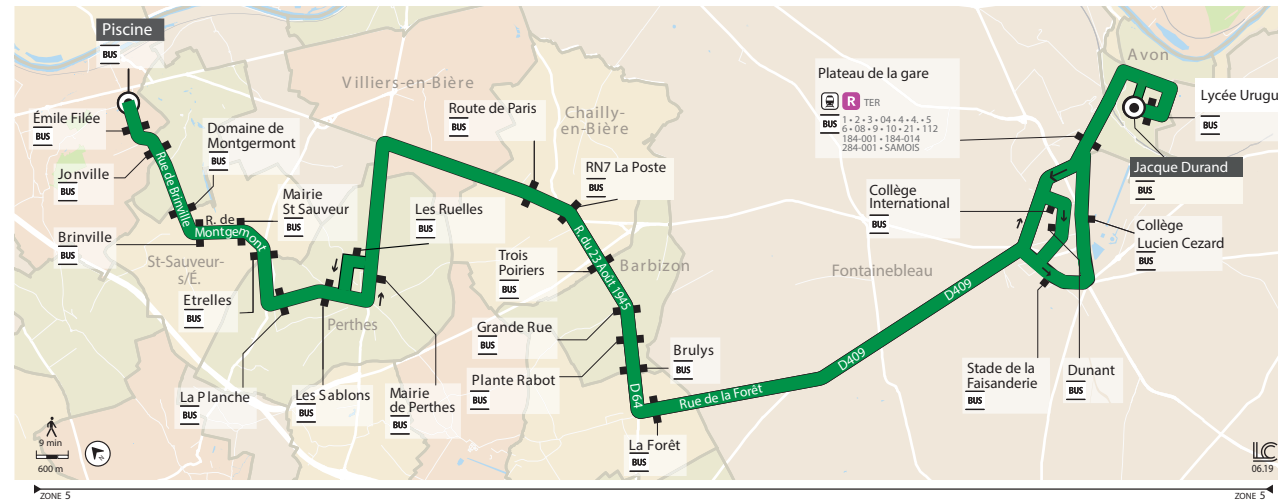 Piscine
BUS
Émile Filée
BUS
Jonville
BUS
Domaine de
Montgermont
BUS
Rue de Brinville
Brinville
BUS
R. de
Montgemont
Mairie
St Sauveur
BUS
St-Sauveur-
s/É.
Etrelles
BUS
Villiers-en-Bière
Les Ruelles
BUS
Perthes
La Planche
BUS
Les Sablons
BUS
Mairie
de Perthes
BUS
Route de Paris
BUS
Chailly-
en-Bière
RN7 La Poste
BUS
R. du 23 Août 1945
Trois
Poiriers
BUS
Barbizon
Grande Rue
BUS
Plante Rabot
BUS
Brulys
BUS
D64
La Forêt
BUS
Rue de la Forêt
D409
D409
Fontainebleau
Plateau de la gare
R TER
BUS
1 • 2 • 3 • 04 • 4 • 4. • 5
6 • 08 • 9 • 10 • 21 • 112
184-001 • 184-014
284-001 • SAMOIS
Collège
International
BUS
Avon
Lycée Urugu
BUS
Jacque Durand
BUS
Collège
Lucien Cezard
BUS
Stade de la
Faisanderie
BUS
Dunant
BUS
9 min
600 m
LC
06.19
ZONE 5
ZONE 5